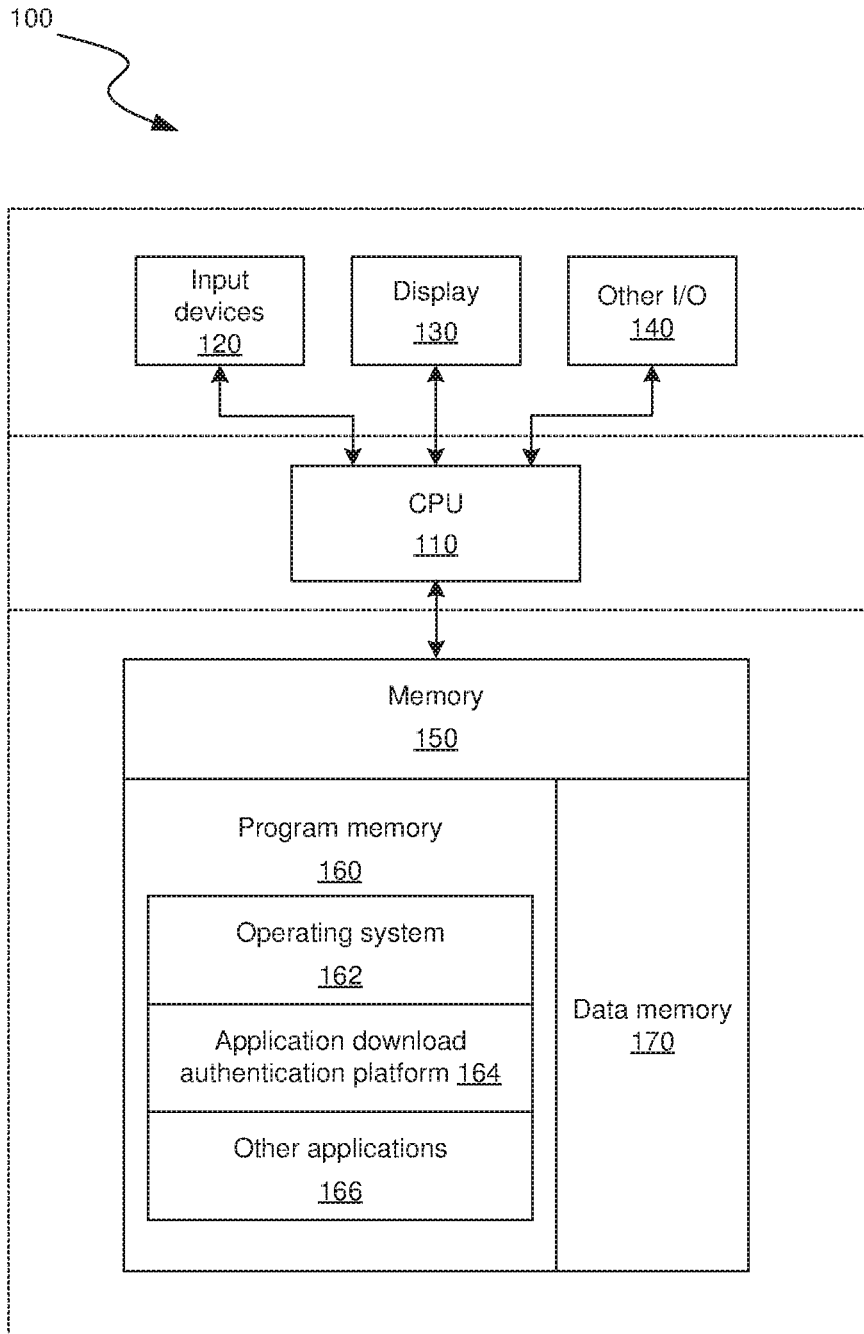 100
Input
devices
120
Display
130
Other I/O
140
CPU
110
Memory
150
Program memory
160
Operating system
162
Application download
authentication platform 164
Other applications
166
Data memory
170